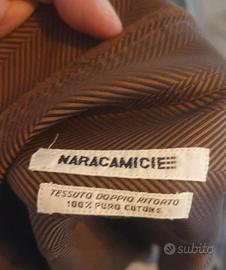 NARACAMICIE
TESSUTO DOPPIO RITORTO
100% PURO COTONE
subito